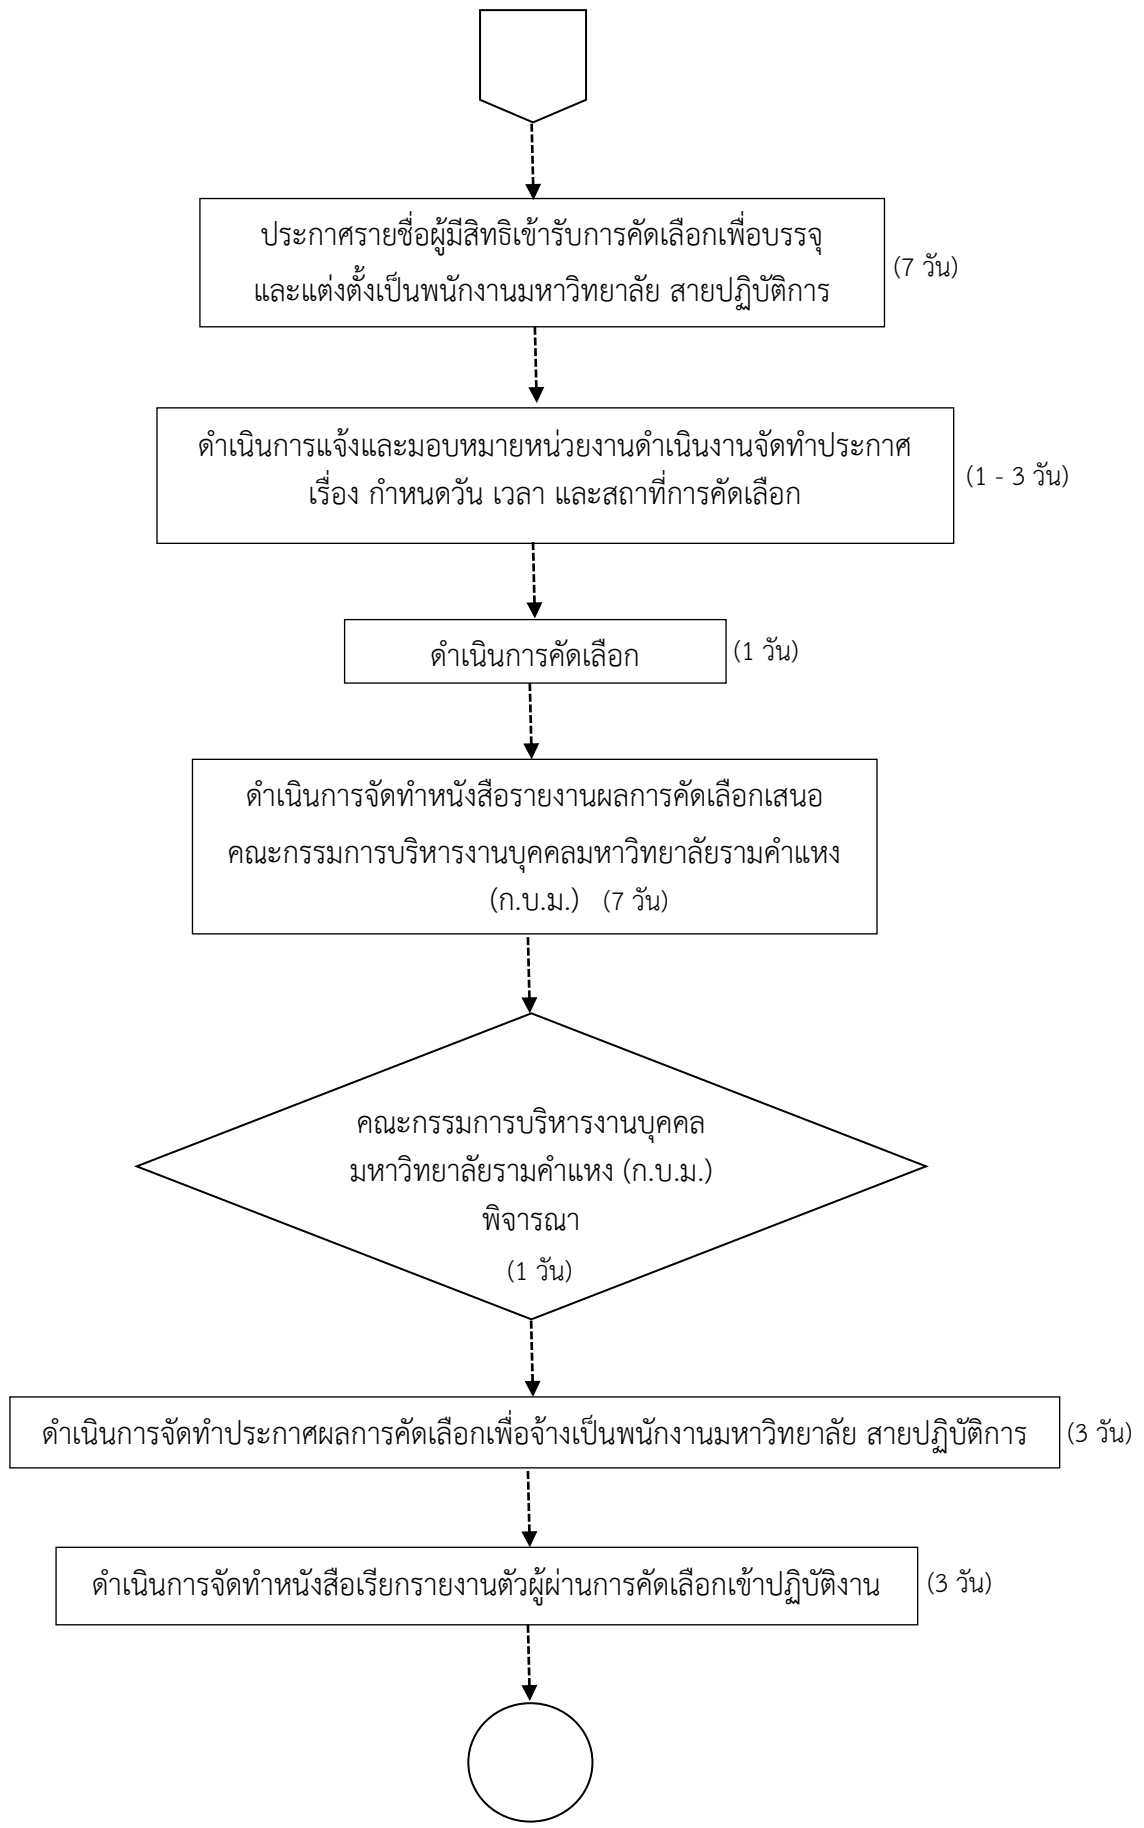 ประกาศรายชื่อผู้มีสิทธิเข้ารับการคัดเลือกเพื่อบรรจุ
และแต่งตั้งเป็นพนักงานมหาวิทยาลัย สายปฏิบัติการ
(7 วัน)
ดำเนินการแจ้งและมอบหมายหน่วยงานดำเนินงานจัดทำประกาศ
เรื่อง กำหนดวัน เวลา และสถาที่การคัดเลือก
(1 - 3 วัน)
ดำเนินการคัดเลือก
(1 วัน)
ดำเนินการจัดทำหนังสือรายงานผลการคัดเลือกเสนอ
คณะกรรมการบริหารงานบุคคลมหาวิทยาลัยรามคำแหง
(ก.บ.ม.) (7 วัน)
คณะกรรมการบริหารงานบุคคล
มหาวิทยาลัยรามคำแหง (ก.บ.ม.)
พิจารณา
(1 วัน)
ดำเนินการจัดทำประกาศผลการคัดเลือกเพื่อจ้างเป็นพนักงานมหาวิทยาลัย สายปฏิบัติการ
(3 วัน)
ดำเนินการจัดทำหนังสือเรียกรายงานตัวผู้ผ่านการคัดเลือกเข้าปฏิบัติงาน
(3 วัน)